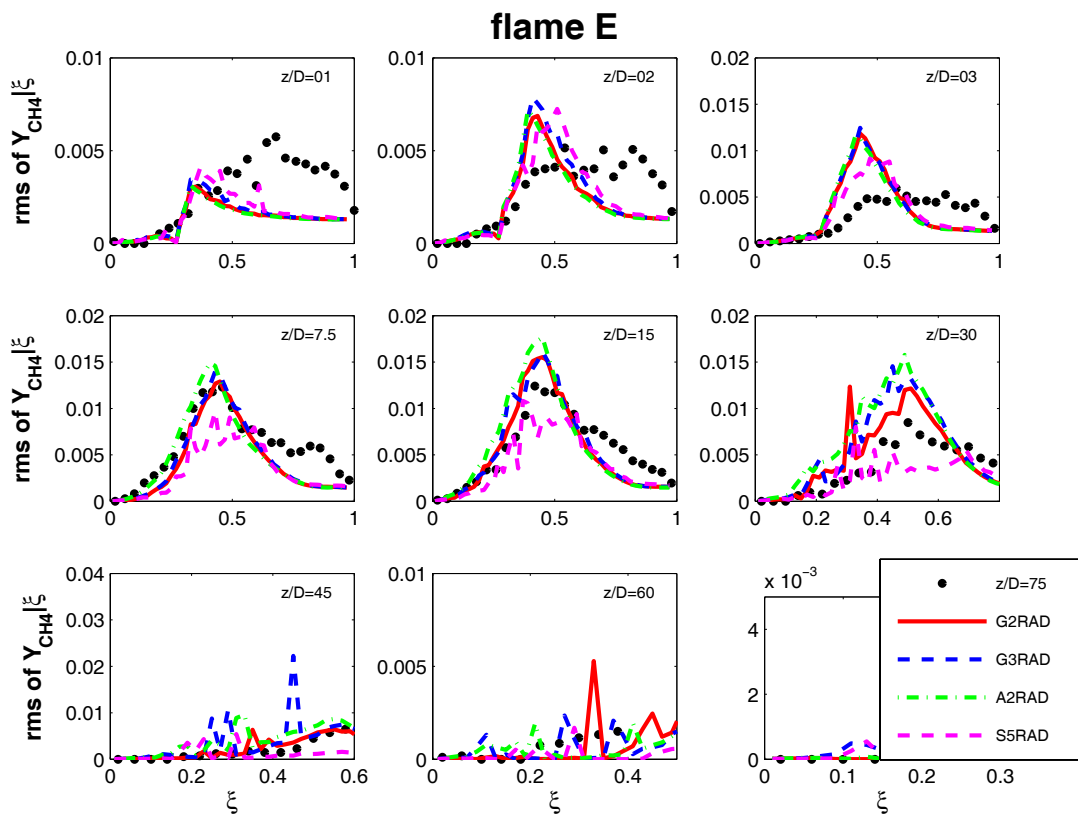 flame E
rms of Y_CH4|ξ
0.01
0.005
0
0 0.5 1
z/D=01
0.01
0.005
0
0 0.5 1
z/D=02
0.02
0.015
0.01
0.005
0
0 0.5 1
z/D=03
rms of Y_CH4|ξ
0.02
0.015
0.01
0.005
0
0 0.5 1
z/D=7.5
0.02
0.015
0.01
0.005
0
0 0.5 1
z/D=15
0.02
0.015
0.01
0.005
0
0 0.2 0.4 0.6
z/D=30
rms of Y_CH4|ξ
0.04
0.03
0.02
0.01
0
0 0.2 0.4 0.6
z/D=45
ξ
0.01
0.005
0
0 0.2 0.4
z/D=60
ξ
x 10⁻³
4
2
0
0 0.1 0.2 0.3
ξ
z/D=75
G2RAD
G3RAD
A2RAD
S5RAD